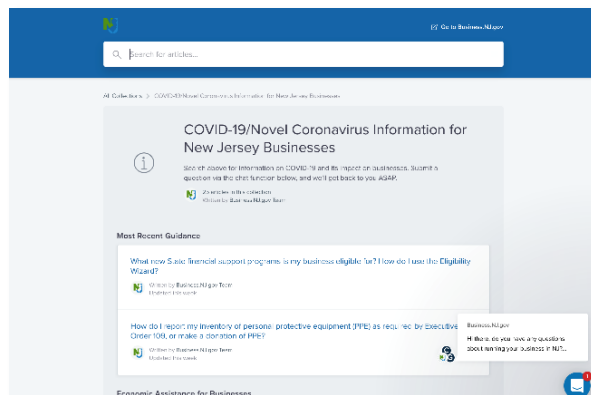 NJ
Go to Business.NJ.gov
Search for articles...
All Collections > COVID-19/Novel Coronavirus Information for New Jersey Businesses
COVID-19/Novel Coronavirus Information for
New Jersey Businesses
Search above for information on COVID-19 and its impact on businesses. Submit a
question via the chat function below, and we'll get back to you ASAP.
articles in this collection
Written by Business.NJ.gov Team
Most Recent Guidance
What new State financial support programs is my business eligible for? How do I use the Eligibility
Wizard?
Written by Business.NJ.gov Team
Updated this week
How do I report my inventory of personal protective equipment (PPE) as required by Executive
Order 109, or make a donation of PPE?
Written by Business.NJ.gov Team
Updated this week
Business.NJ.gov
Hi there, do you have any questions
about running your business in NJ?...
1
Economic Assistance for Businesses